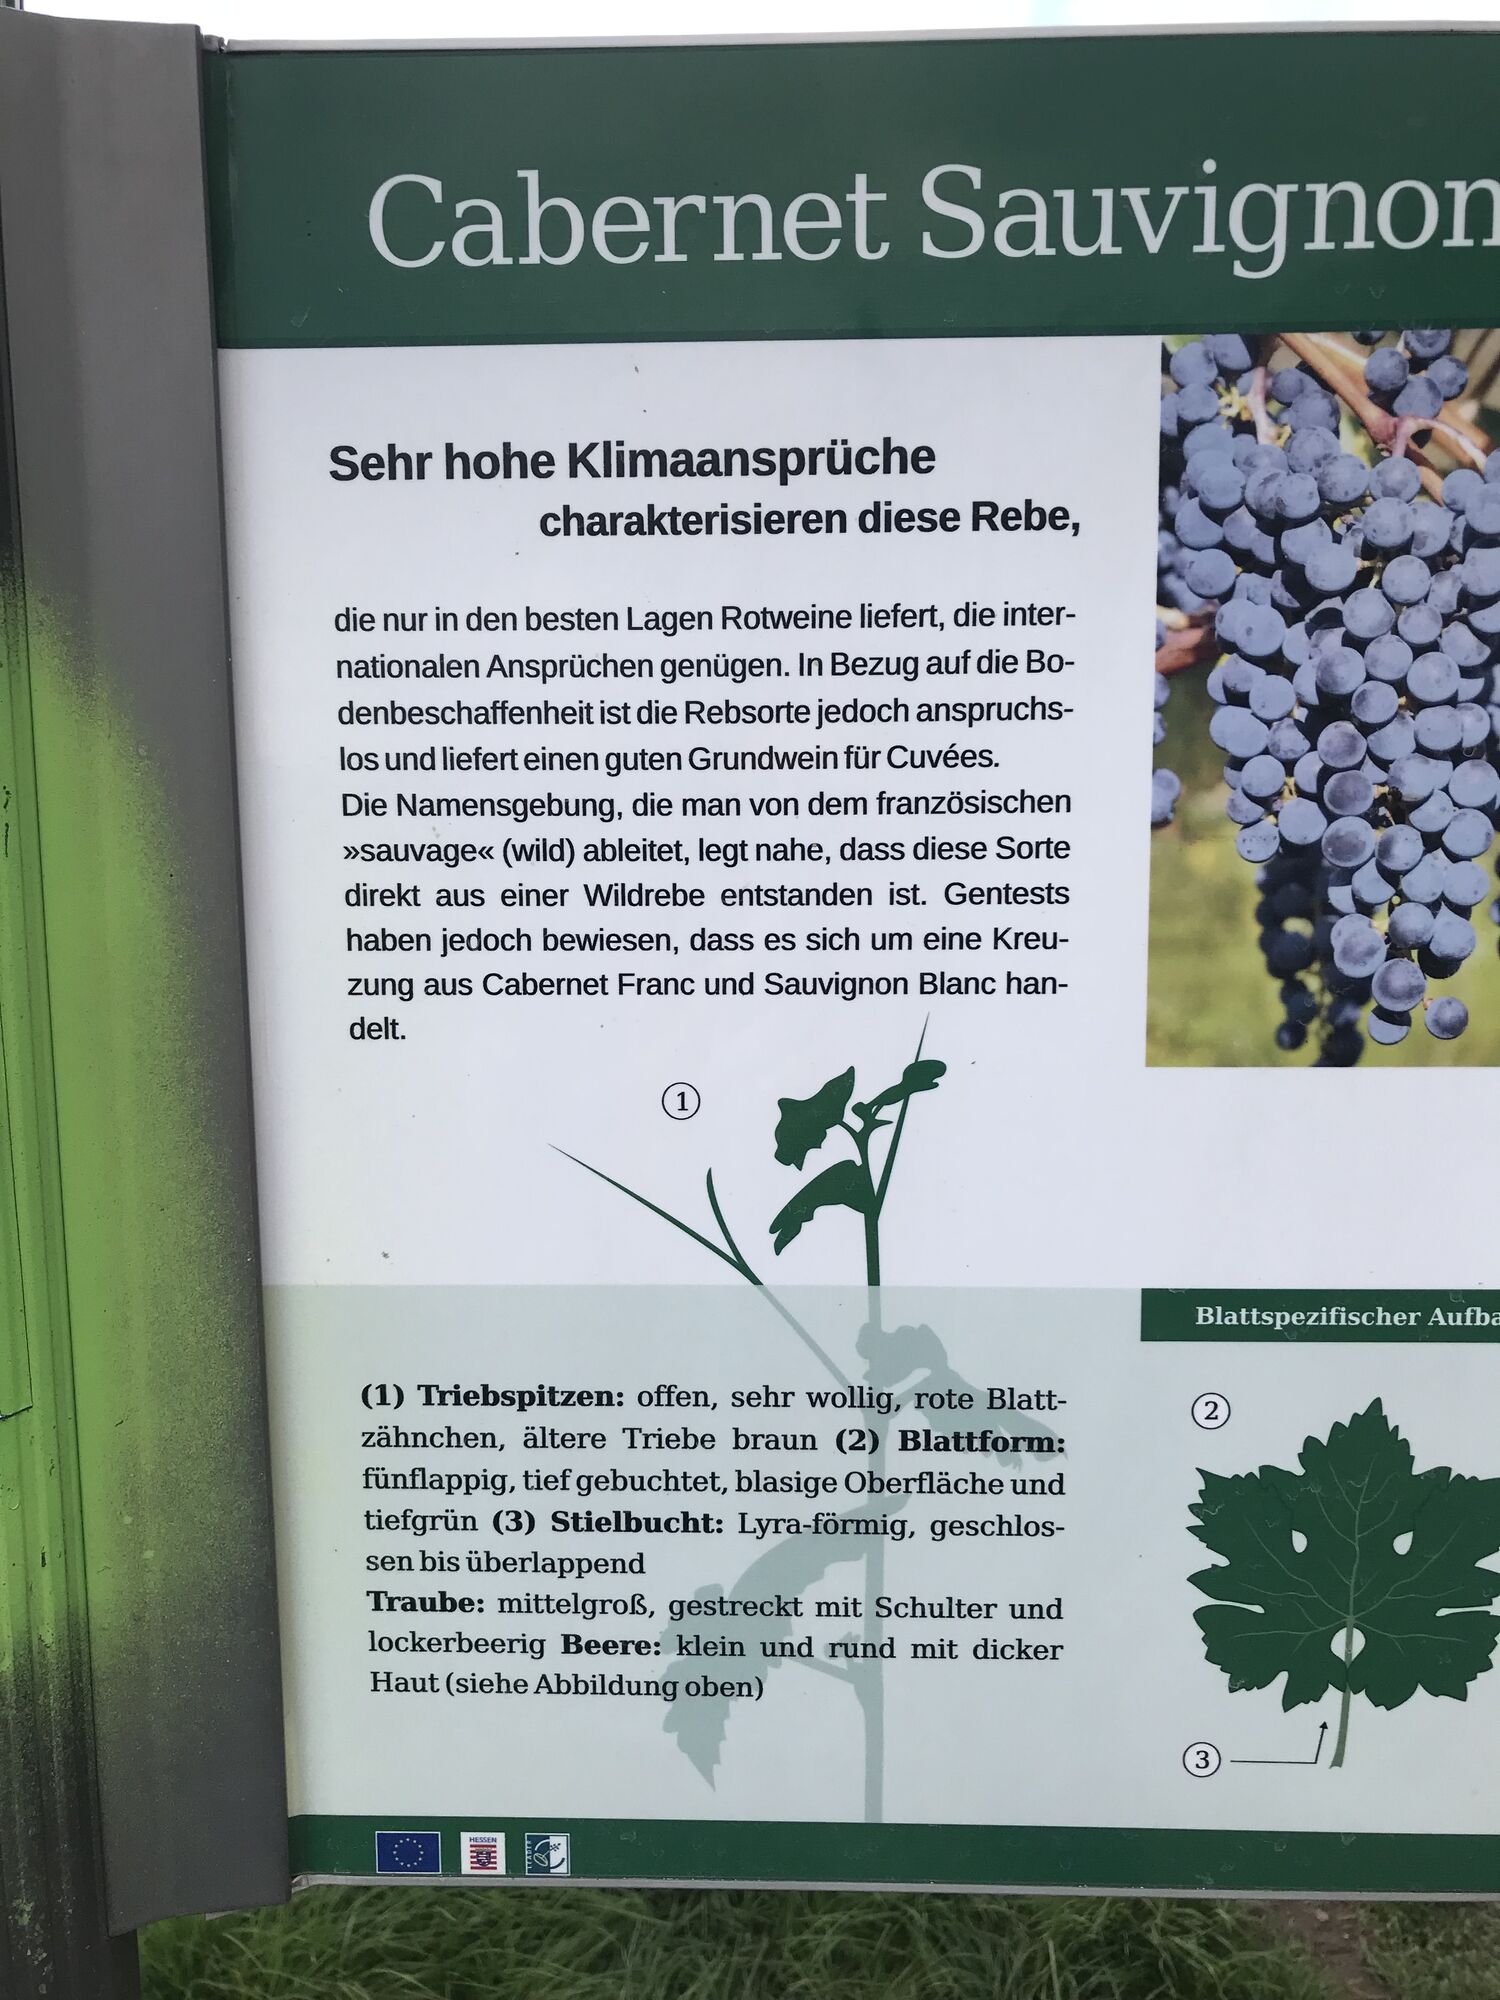 Cabernet Sauvignon
Sehr hohe Klimaansprüche
charakterisieren diese Rebe,
die nur in den besten Lagen Rotweine liefert, die inter-
nationalen Ansprüchen genügen. In Bezug auf die Bo-
denbeschaffenheit ist die Rebsorte jedoch anspruchs-
los und liefert einen guten Grundwein für Cuvées.
Die Namensgebung, die man von dem französischen
»sauvage« (wild) ableitet, legt nahe, dass diese Sorte
direkt aus einer Wildrebe entstanden ist. Gentests
haben jedoch bewiesen, dass es sich um eine Kreu-
zung aus Cabernet Franc und Sauvignon Blanc han-
delt.
1
(1) Triebspitzen: offen, sehr wollig, rote Blatt-
zähnchen, ältere Triebe braun (2) Blattform:
fünflappig, tief gebuchtet, blasige Oberfläche und
tiefgrün (3) Stielbucht: Lyra-förmig, geschlos-
sen bis überlappend
Traube: mittelgroß, gestreckt mit Schulter und
lockerbeerig Beere: klein und rund mit dicker
Haut (siehe Abbildung oben)
Blattspezifischer Aufba
2
3
HESSEN
LEADER